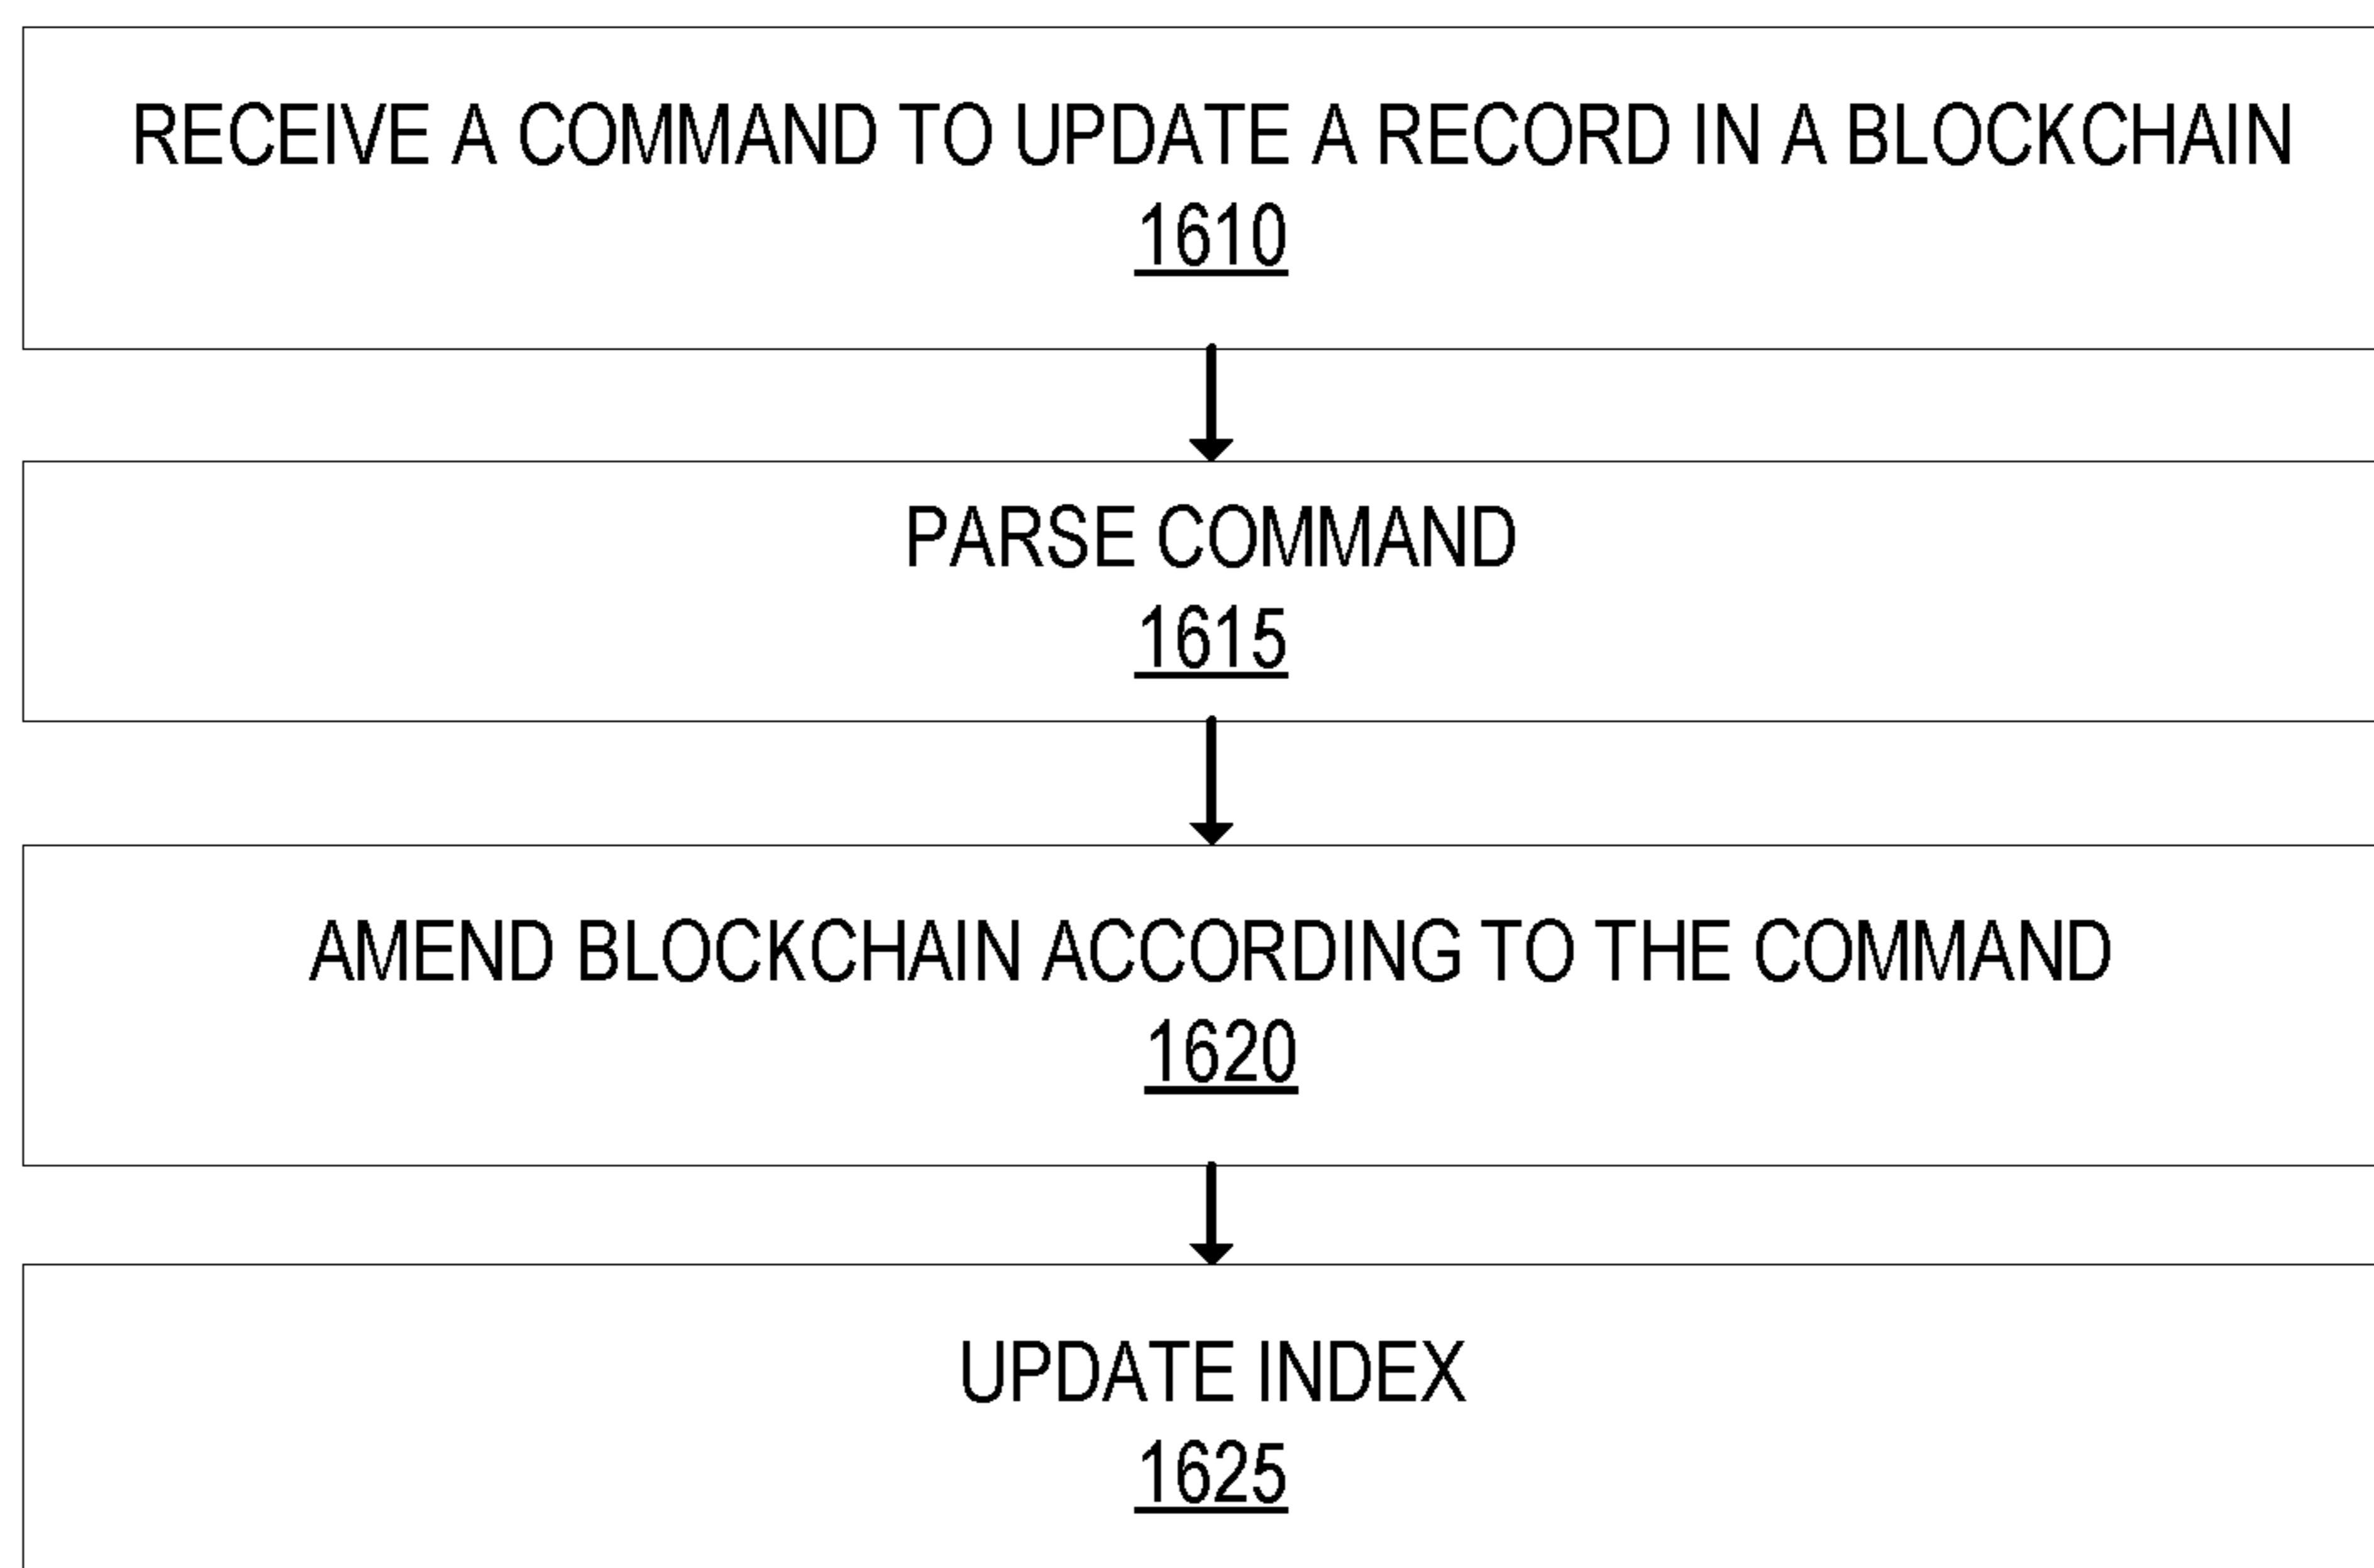 RECEIVE A COMMAND TO UPDATE A RECORD IN A BLOCKCHAIN
1610
PARSE COMMAND
1615
AMEND BLOCKCHAIN ACCORDING TO THE COMMAND
1620
UPDATE INDEX
1625